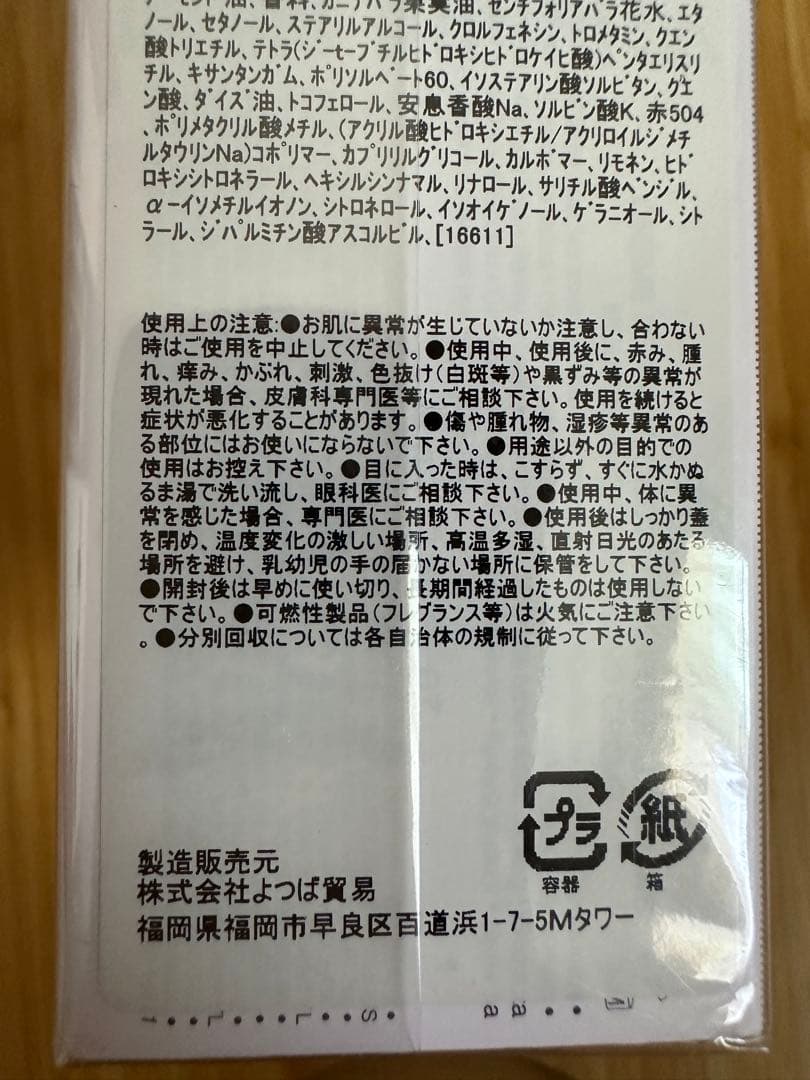 ーモンド油、香料、カニナバラ果実油、センチフォリアバラ花水、エタ
ノール、セタノール、ステアリルアルコール、クロルフェネシン、トロメタミン、クエン
酸トリエチル、テトラ(ジーtーブチルヒドロキシヒドロケイヒ酸)ペンタエリスリ
チル、キサンタンガム、ポリソルベート60、イソステアリン酸ソルビタン、クエ
ン酸、ダイズ油、トコフェロール、安息香酸Na、ソルビン酸K、赤504
、ポリメタクリル酸メチル、(アクリル酸ヒドロキシエチル/アクリロイルジメチ
ルタウリンNa)コポリマー、カプリリルグリコール、カルボマー、リモネン、ヒド
ロキシシトロネラール、ヘキシルシンナマル、リナロール、サリチル酸ベンジル、
α-イソメチルイオノン、シトロネロール、イソオイゲノール、ゲラニオール、シト
ラール、ジパルミチン酸アスコルビル、[16611]
使用上の注意:●お肌に異常が生じていないか注意し、合わない
時はご使用を中止してください。●使用中、使用後に、赤み、腫
れ、痒み、かぶれ、刺激、色抜け(白斑等)や黒ずみ等の異常が
現れた場合、皮膚科専門医等にご相談下さい。使用を続けると
症状が悪化することがあります。●傷や腫れ物、湿疹等異常のあ
る部位にはお使いにならないで下さい。●用途以外の目的での
使用はお控え下さい。●目に入った時は、こすらず、すぐに水かぬ
るま湯で洗い流し、眼科医にご相談下さい。●使用中、体に異
常を感じた場合、専門医にご相談下さい。●使用後はしっかり蓋
を閉め、温度変化の激しい場所、高温多湿、直射日光のあたる
場所を避け、乳幼児の手の届かない場所に保管をして下さい。
●開封後は早めに使い切り、長期間経過したものは使用しない
で下さい。●可燃性製品(フレグランス等)は火気にご注意下さい
。●分別回収については各自治体の規制に従って下さい。
プラ 紙
容器 箱
製造販売元
株式会社よつば貿易
福岡県福岡市早良区百道浜1-7-5Mタワー